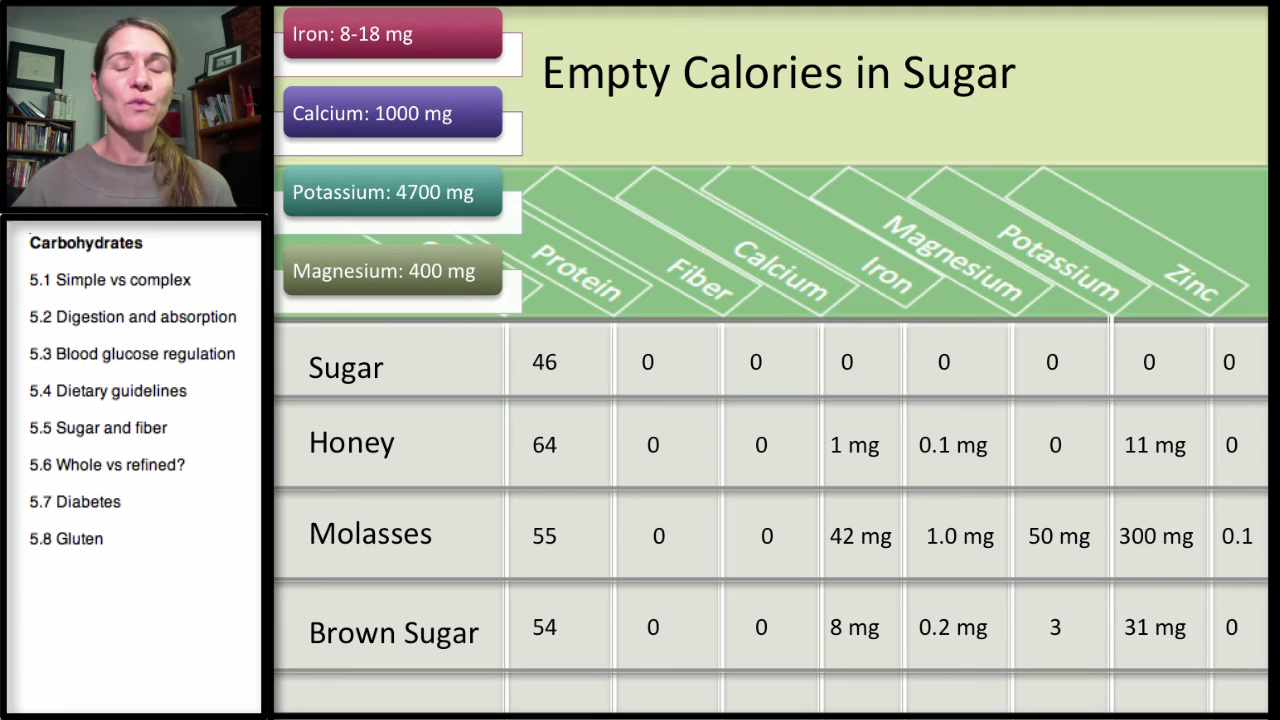 Iron: 8-18 mg
Calcium: 1000 mg
Potassium: 4700 mg
Magnesium: 400 mg
Empty Calories in Sugar
Protein
Fiber
Calcium
Iron
Magnesium
Potassium
Zinc
Sugar 46 0 0 0 0 0 0 0
Honey 64 0 0 1 mg 0.1 mg 0 11 mg 0
Molasses 55 0 0 42 mg 1.0 mg 50 mg 300 mg 0.1
Brown Sugar 54 0 0 8 mg 0.2 mg 3 31 mg 0
Carbohydrates
5.1 Simple vs complex
5.2 Digestion and absorption
5.3 Blood glucose regulation
5.4 Dietary guidelines
5.5 Sugar and fiber
5.6 Whole vs refined?
5.7 Diabetes
5.8 Gluten